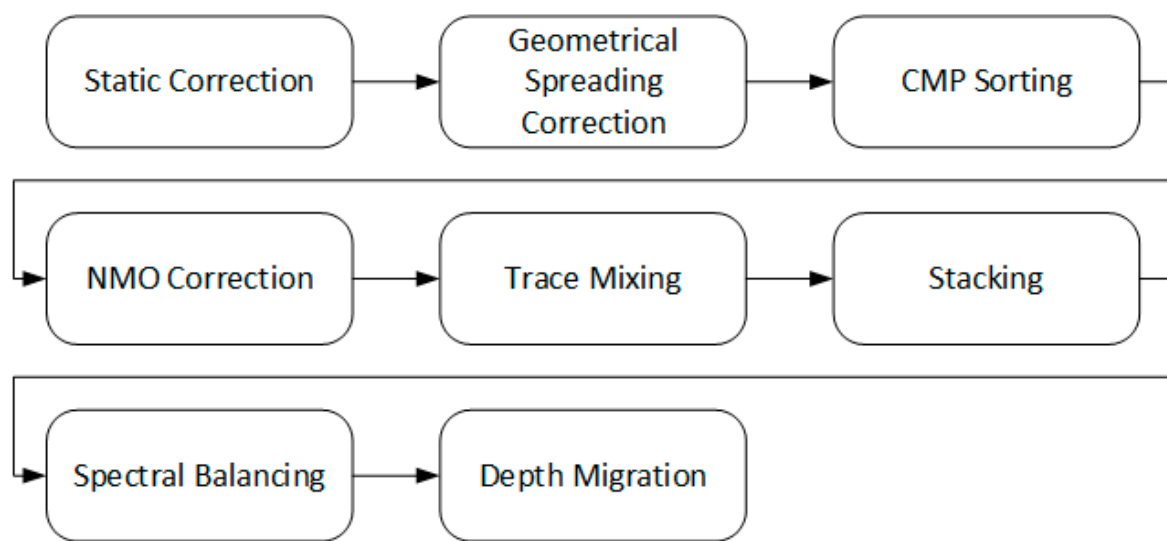 Static Correction
Geometrical
Spreading
Correction
CMP Sorting
NMO Correction
Trace Mixing
Stacking
Spectral Balancing
Depth Migration